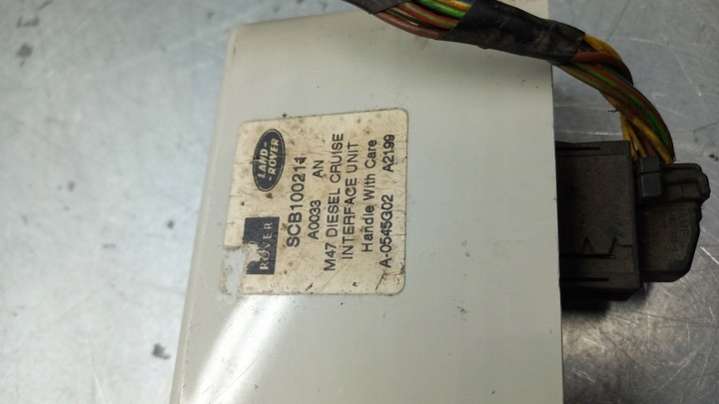 LAND-
-ROVER
ROVER
SCB100214
A0033 AN
M47 DIESEL CRUISE
INTERFACE UNIT
Handle With Care
A-0545G02 A2199